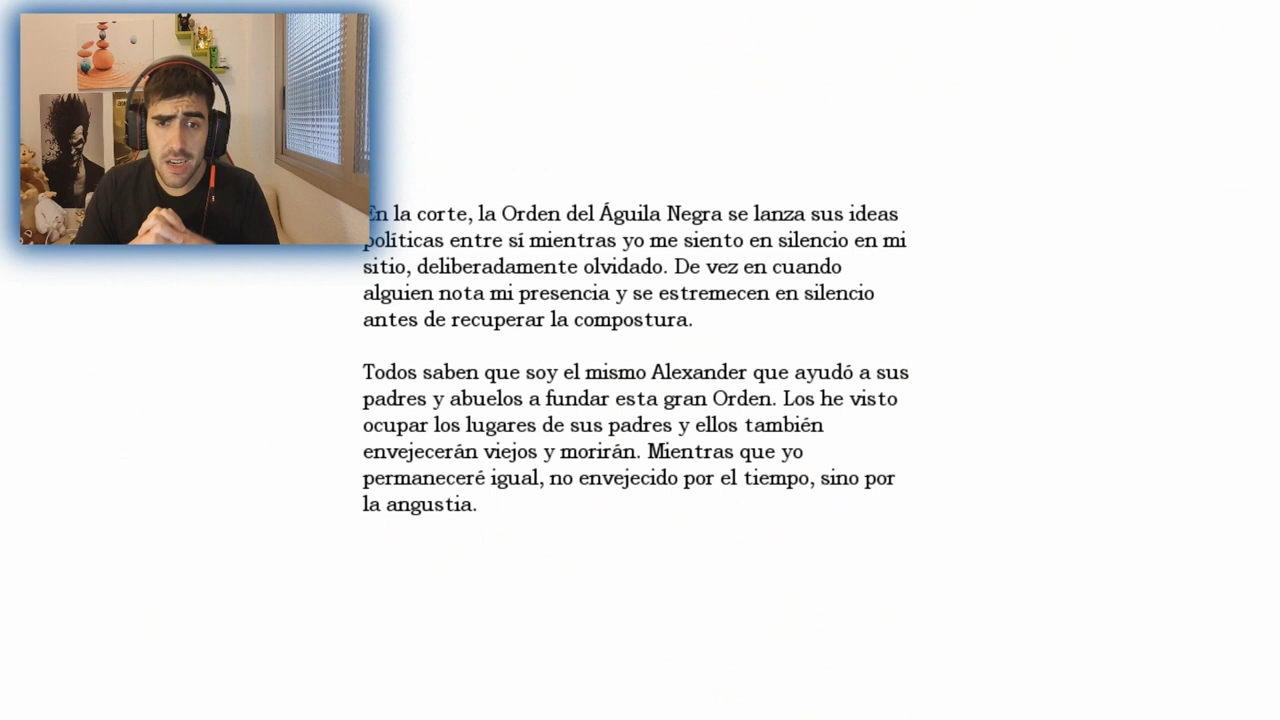 En la corte, la Orden del Águila Negra se lanza sus ideas
políticas entre sí mientras yo me siento en silencio en mi
sitio, deliberadamente olvidado. De vez en cuando
alguien nota mi presencia y se estremecen en silencio
antes de recuperar la compostura.
Todos saben que soy el mismo Alexander que ayudó a sus
padres y abuelos a fundar esta gran Orden. Los he visto
ocupar los lugares de sus padres y ellos también
envejecerán viejos y morirán. Mientras que yo
permaneceré igual, no envejecido por el tiempo, sino por
la angustia.